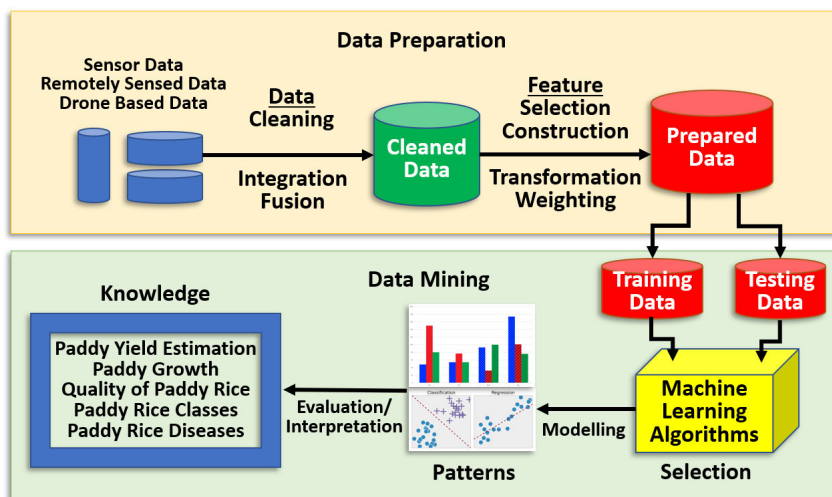 Data Preparation
Sensor Data
Remotely Sensed Data
Drone Based Data
Data
Cleaning
Integration
Fusion
Cleaned
Data
Feature
Selection
Construction
Transformation
Weighting
Prepared
Data
Training
Data
Testing
Data
Data Mining
Knowledge
Paddy Yield Estimation
Paddy Growth
Quality of Paddy Rice
Paddy Rice Classes
Paddy Rice Diseases
Evaluation/
Interpretation
Classification
Regression
Patterns
Modelling
Machine
Learning
Algorithms
Selection